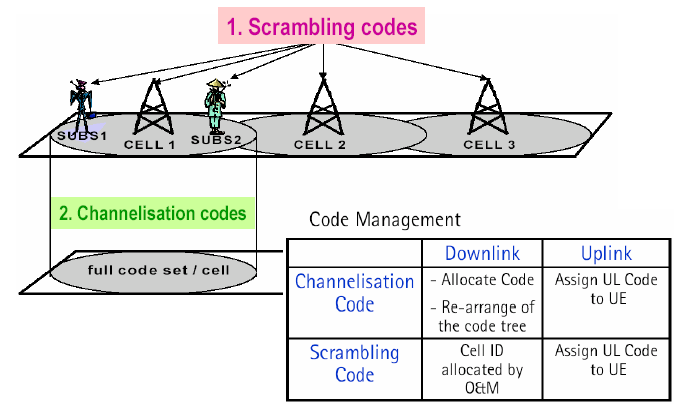 1. Scrambling codes
SUBS1
CELL 1
SUBS2
CELL 2
CELL 3
2. Channelisation codes
full code set / cell
Code Management
Downlink
Uplink
Channelisation
Code
- Allocate Code
- Re-arrange of
the code tree
Assign UL Code
to UE
Scrambling
Code
Cell ID
allocated by
O&M
Assign UL Code
to UE